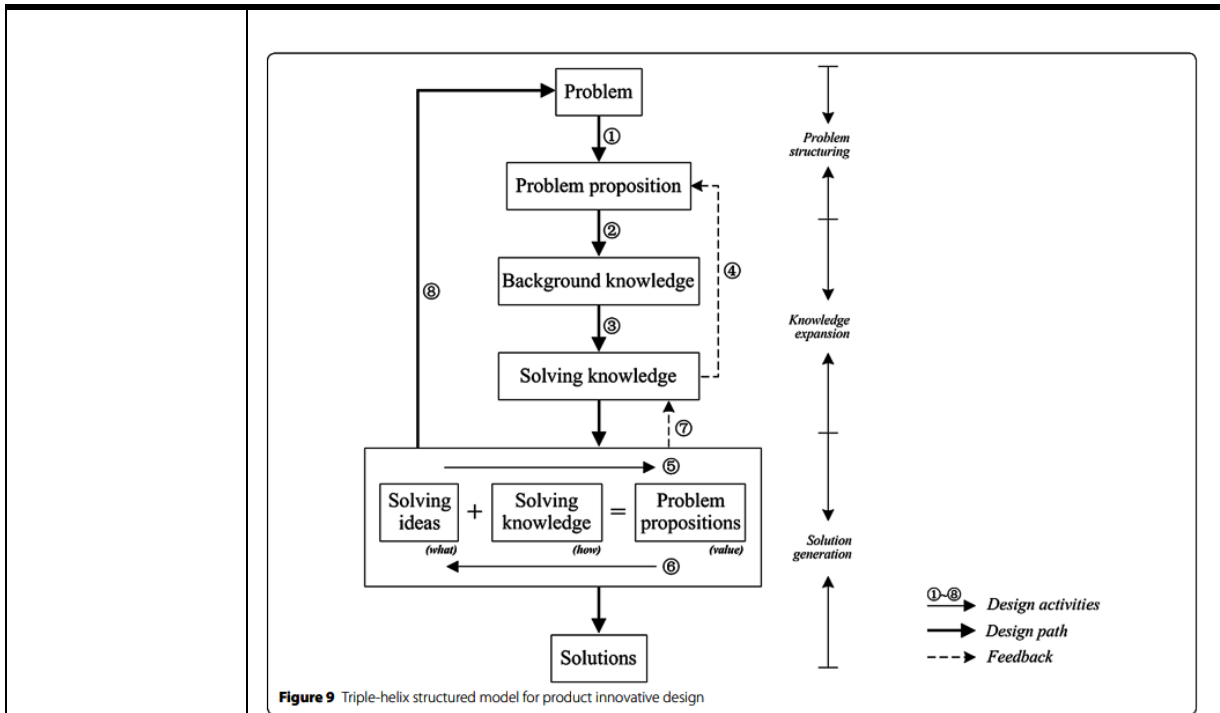 Problem
①
Problem
structuring
Problem proposition
②
④
Background knowledge
⑧
③
Knowledge
expansion
Solving knowledge
⑦
⑤
Solving
ideas
(what)
+
Solving
knowledge
(how)
=
Problem
propositions
(value)
⑥
Solution
generation
①~⑧
Design activities
Design path
Feedback
Solutions
Figure 9 Triple-helix structured model for product innovative design